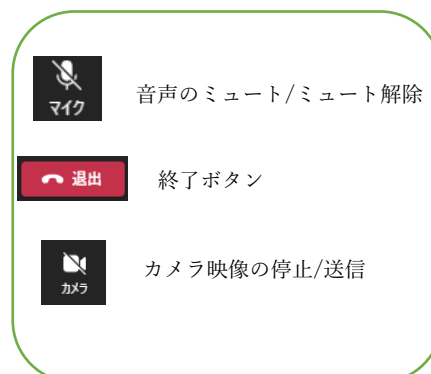 マイク
音声のミュート/ミュート解除
退出
終了ボタン
カメラ
カメラ映像の停止/送信